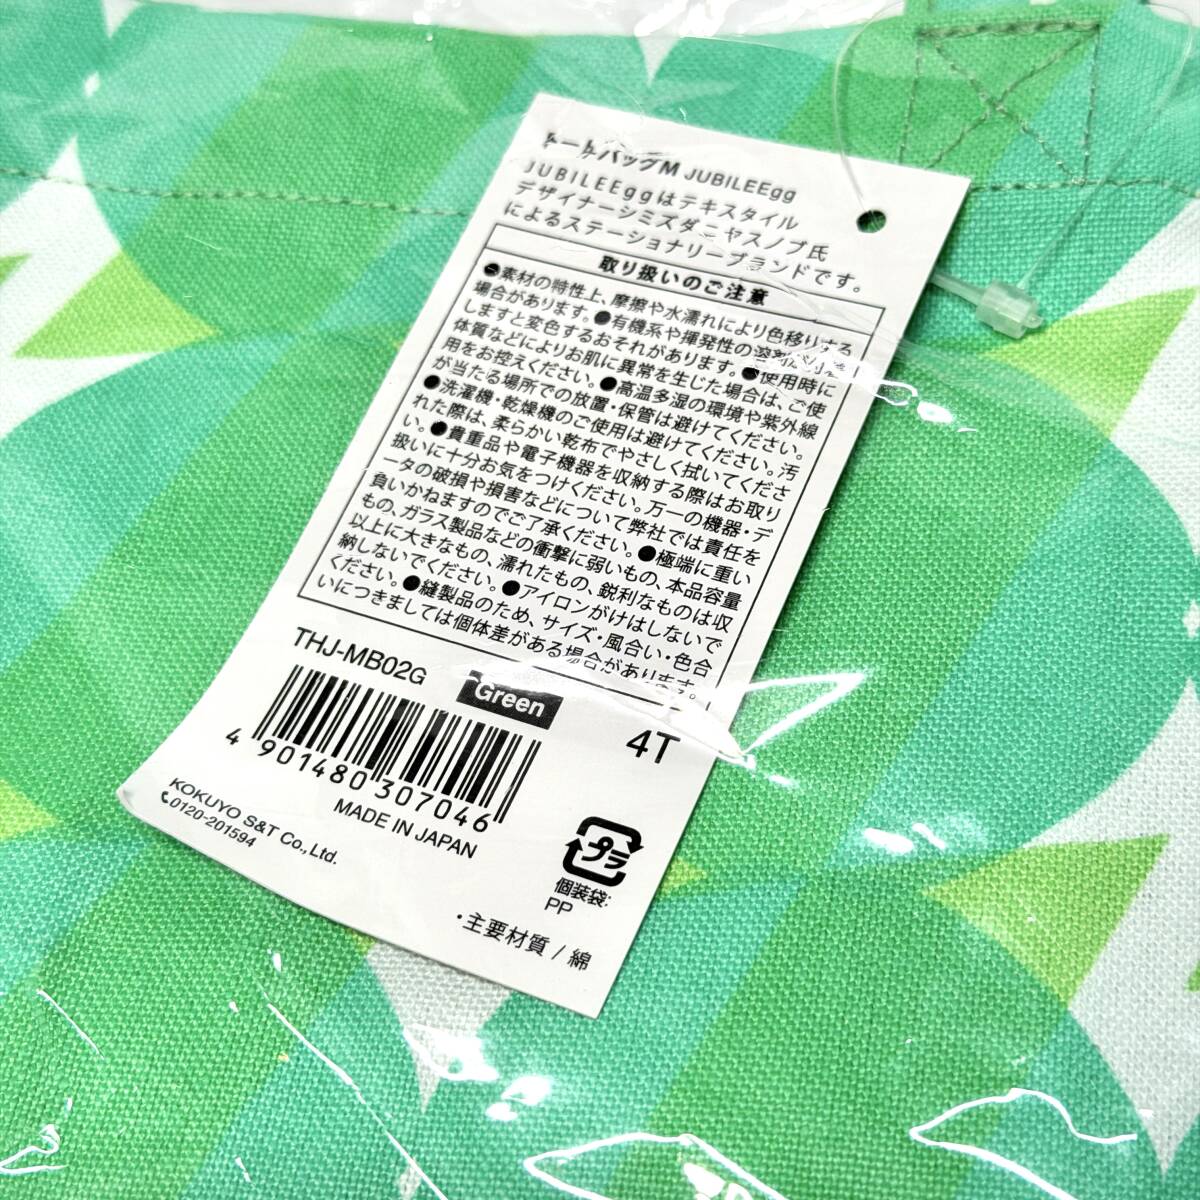 トートバッグM JUBILEEgg
JUBILEEggはテキスタイル
デザイナーシミズダニヤスノブ氏
によるステーショナリーブランドです。
取り扱いのご注意
●素材の特性上、摩擦や水濡れにより色移りする
場合があります。●有機系や揮発性の溶剤が付着
しますと変色するおそれがあります。●使用時に
体質などによりお肌に異常を生じた場合は、ご使
用をお控えください。●高温多湿の環境や紫外線
が当たる場所での放置・保管は避けてください。
●洗濯機・乾燥機のご使用は避けてください。汚
れた際は、柔らかい乾布でやさしく拭いてくださ
い。●貴重品や電子機器を収納する際はお取り
扱いに十分お気をつけください。万一の機器・デ
ータの破損や損害などについて弊社では責任を
負いかねますのでご了承ください。●極端に重い
もの、ガラス製品などの衝撃に弱いもの、本品容量
以上に大きなもの、濡れたもの、鋭利なものは収
納しないでください。●アイロンがけはしないで
ください。●縫製品のため、サイズ・風合い・色合
いにつきましては個体差がある場合があります。
THJ-MB02G
Green
4T
4 901480 307046
MADE IN JAPAN
KOKUYO S&T Co.,Ltd.
0120-201594
プラ
個装袋:
PP
・主要材質 / 綿